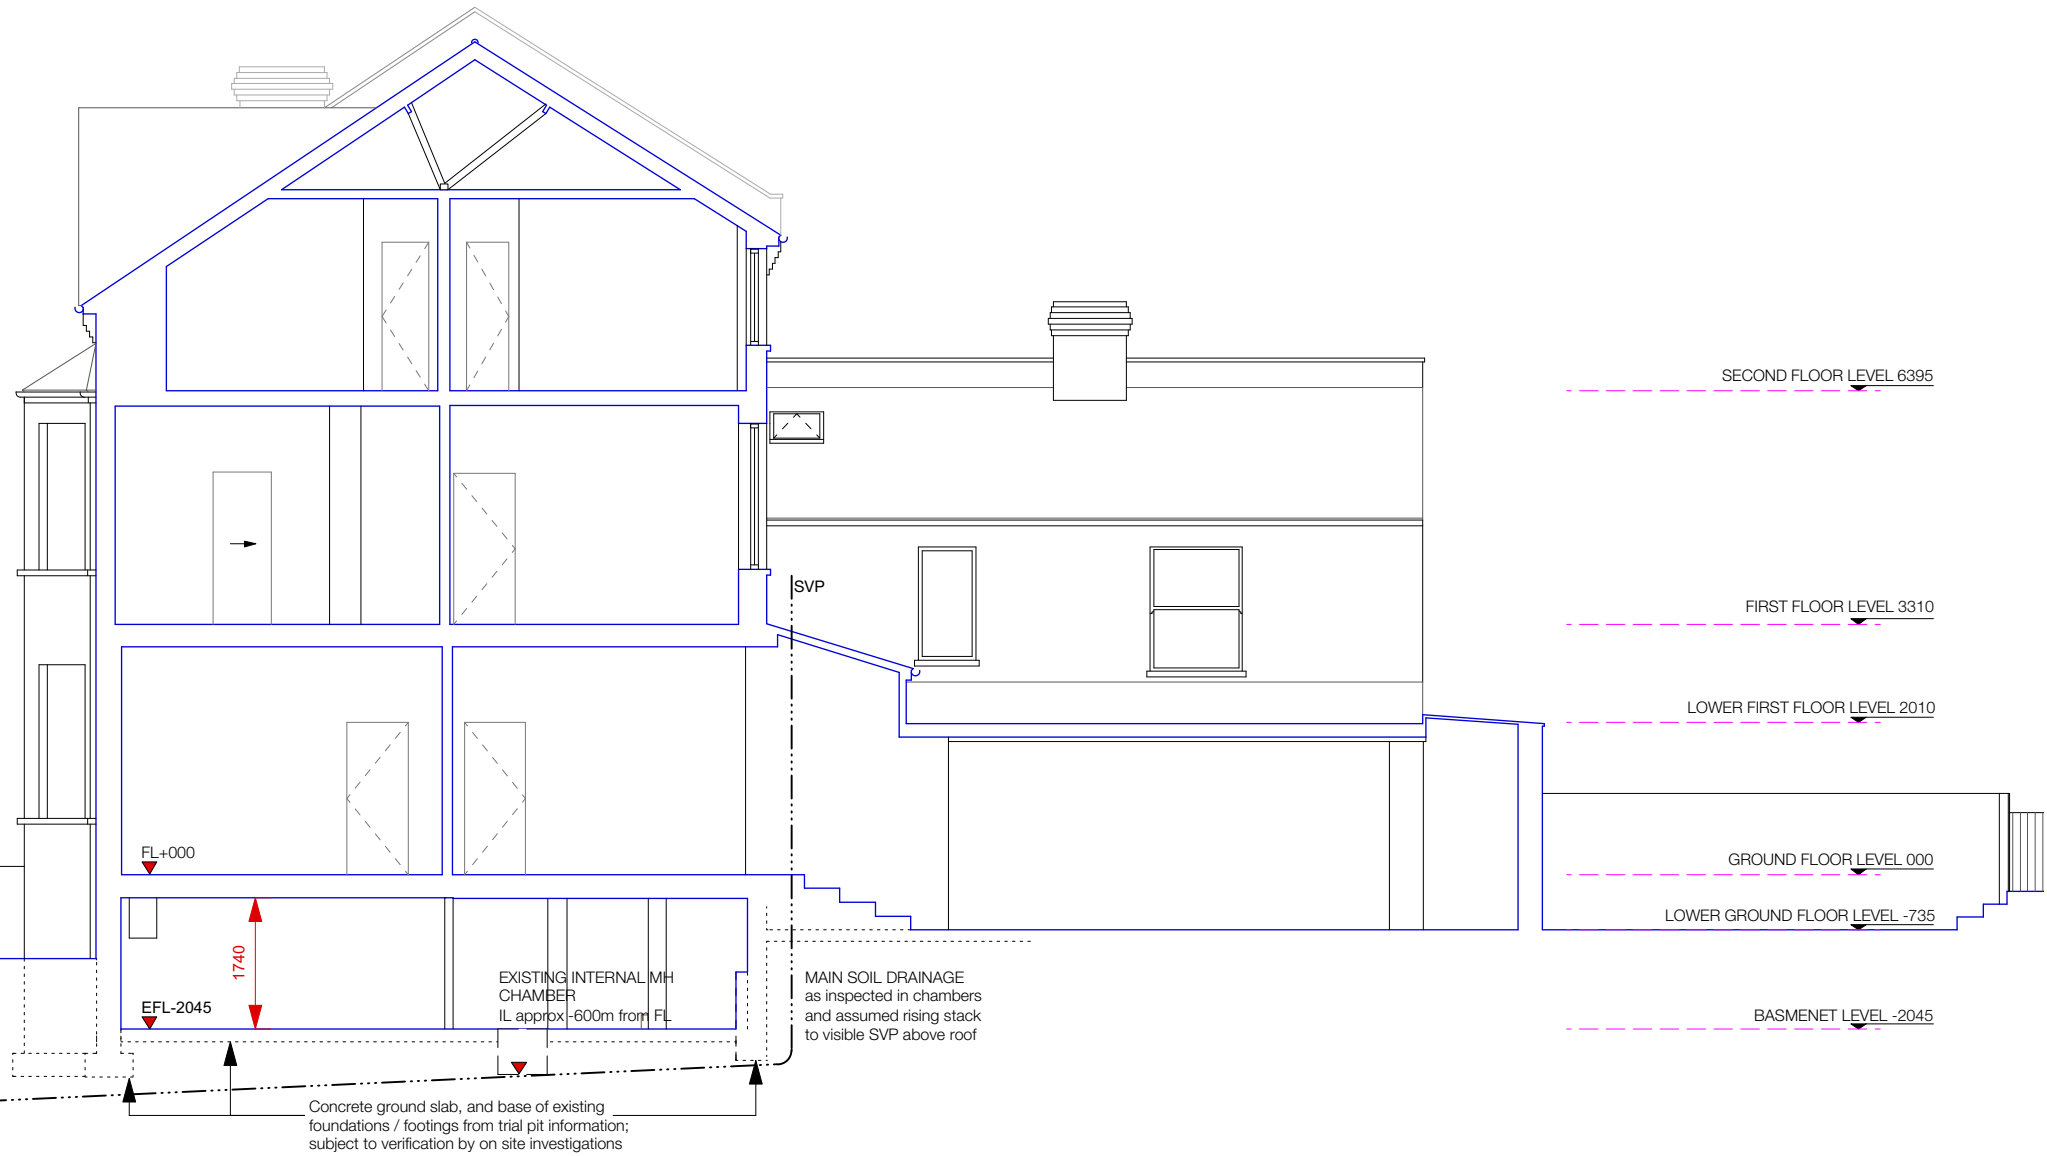 SECOND FLOOR LEVEL 6395
SVP
FIRST FLOOR LEVEL 3310
LOWER FIRST FLOOR LEVEL 2010
FL+000
GROUND FLOOR LEVEL 000
LOWER GROUND FLOOR LEVEL -735
1740
EFL-2045
EXISTING INTERNAL MH
CHAMBER
IL approx -600m from FL
MAIN SOIL DRAINAGE
as inspected in chambers
and assumed rising stack
to visible SVP above roof
BASMENET LEVEL -2045
Concrete ground slab, and base of existing
foundations / footings from trial pit information;
subject to verification by on site investigations